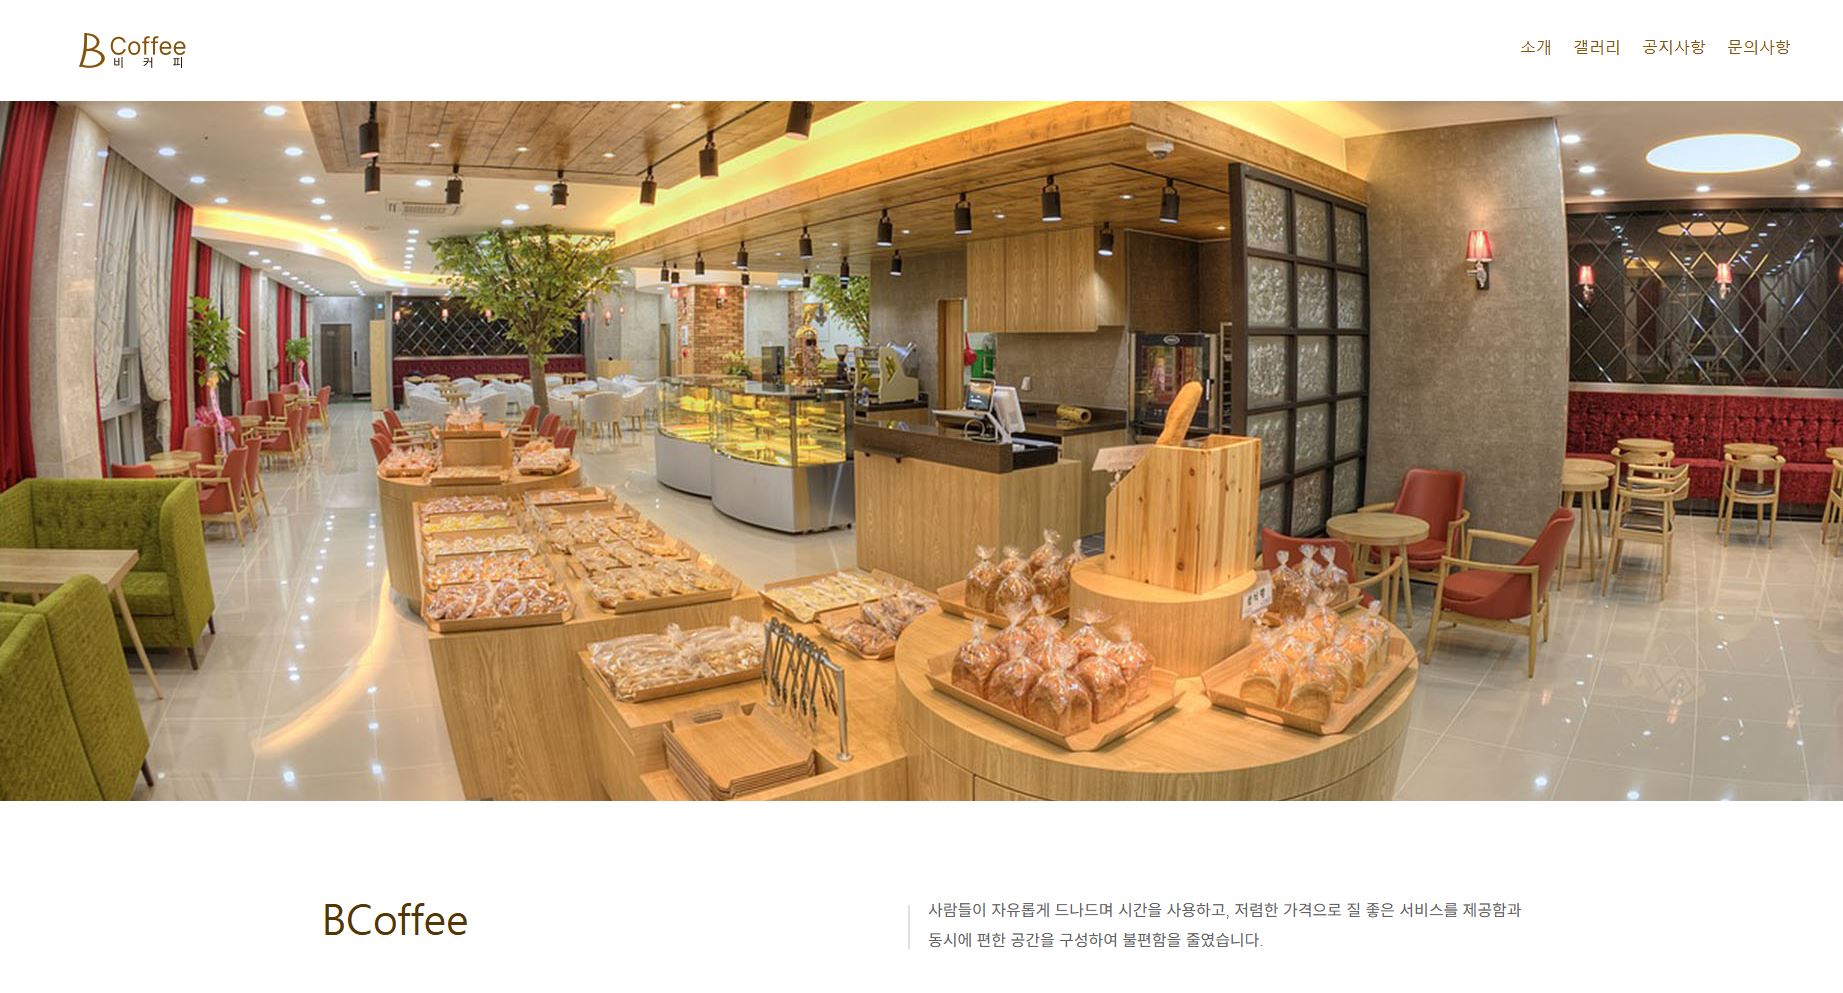 B Coffee
비 커 피
소개 갤러리 공지사항 문의사항
BCoffee
사람들이 자유롭게 드나드며 시간을 사용하고, 저렴한 가격으로 질 좋은 서비스를 제공함과
동시에 편한 공간을 구성하여 불편함을 줄였습니다.